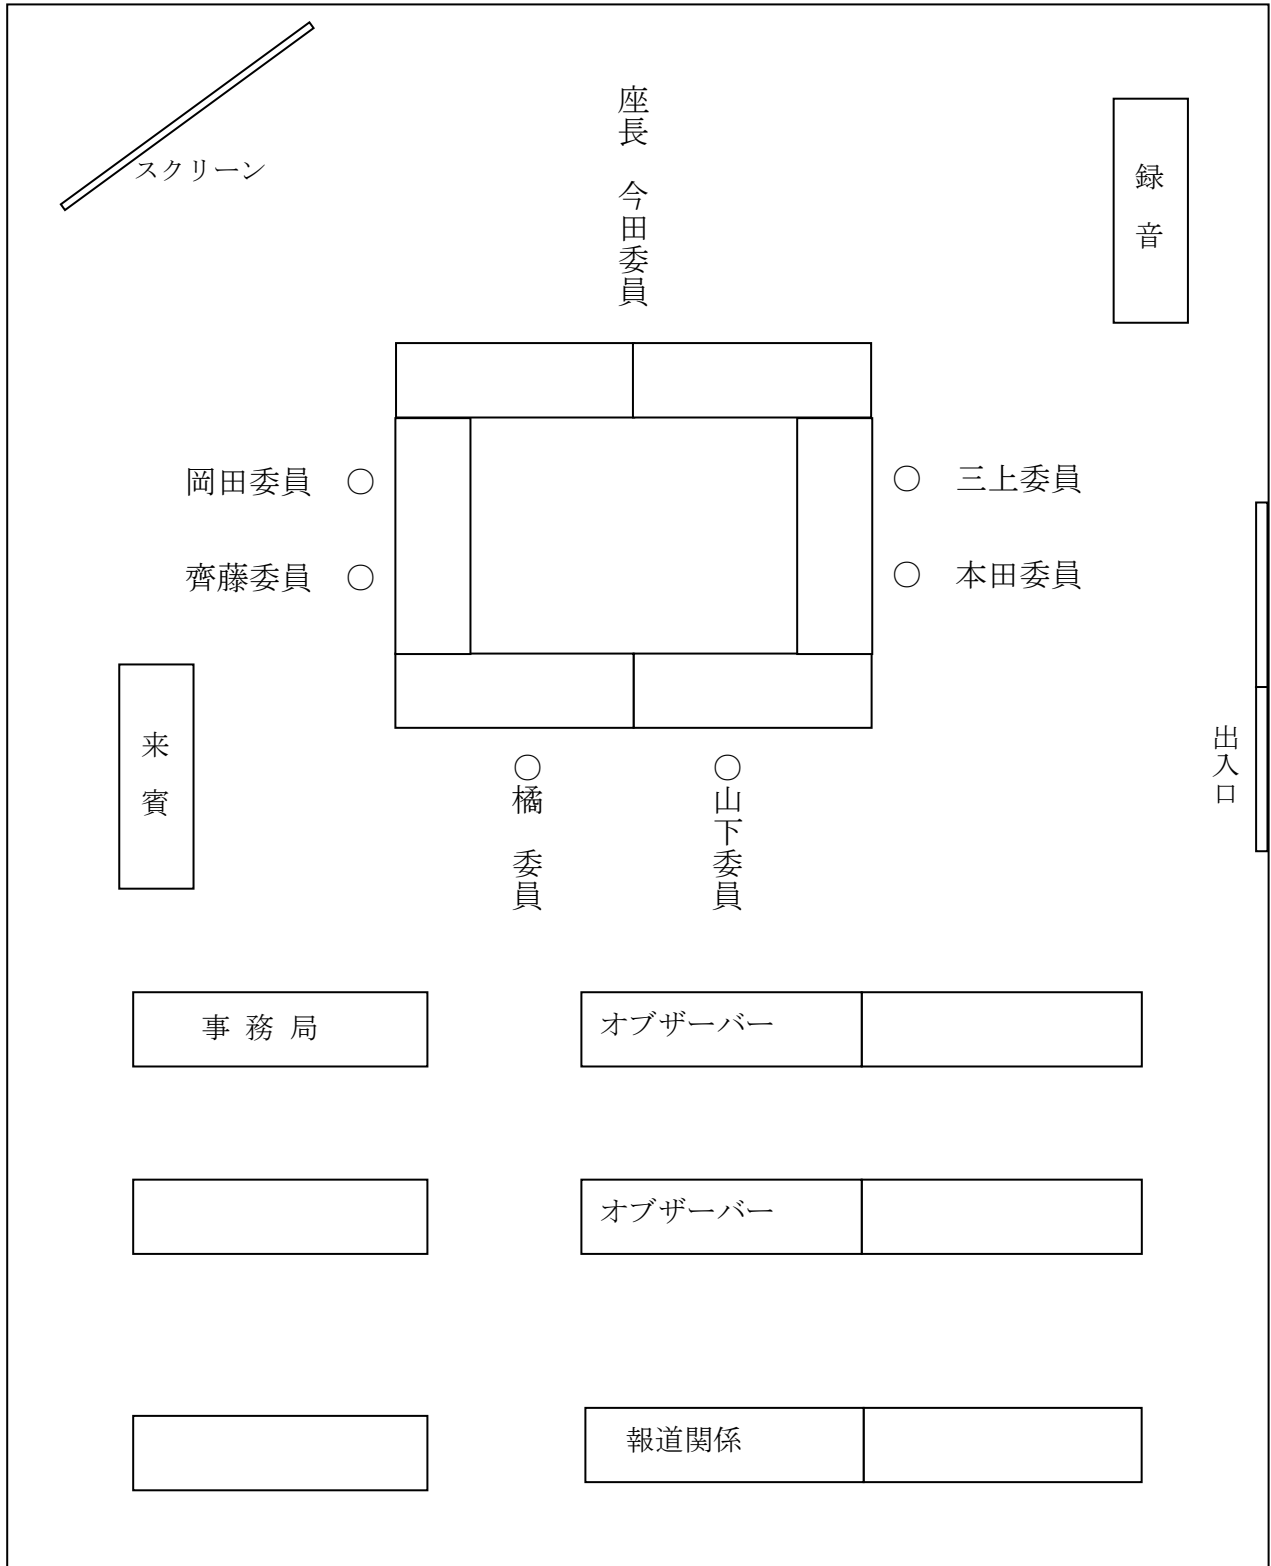 座長 今田委員
スクリーン
録音
岡田委員 ○
○ 三上委員
齊藤委員 ○
○ 本田委員
来賓
出入口
○橘 委員
○山下委員
事務局
オブザーバー
オブザーバー
報道関係